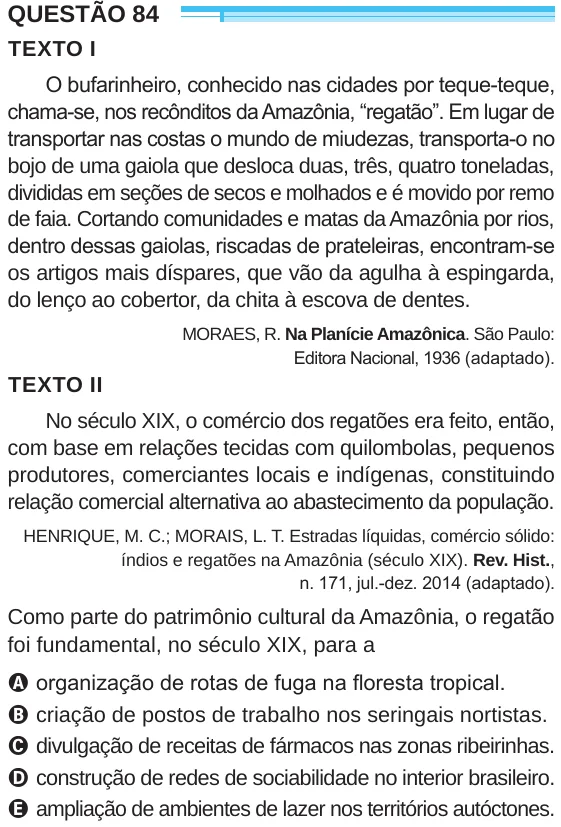 QUESTÃO 84
TEXTO I
O bufarinheiro, conhecido nas cidades por teque-teque,
chama-se, nos recônditos da Amazônia, “regatão”. Em lugar de
transportar nas costas o mundo de miudezas, transporta-o no
bojo de uma gaiola que desloca duas, três, quatro toneladas,
divididas em seções de secos e molhados e é movido por remo
de faia. Cortando comunidades e matas da Amazônia por rios,
dentro dessas gaiolas, riscadas de prateleiras, encontram-se
os artigos mais díspares, que vão da agulha à espingarda,
do lenço ao cobertor, da chita à escova de dentes.
MORAES, R. Na Planície Amazônica. São Paulo:
Editora Nacional, 1936 (adaptado).
TEXTO II
No século XIX, o comércio dos regatões era feito, então,
com base em relações tecidas com quilombolas, pequenos
produtores, comerciantes locais e indígenas, constituindo
relação comercial alternativa ao abastecimento da população.
HENRIQUE, M. C.; MORAIS, L. T. Estradas líquidas, comércio sólido:
índios e regatões na Amazônia (século XIX). Rev. Hist.,
n. 171, jul.-dez. 2014 (adaptado).
Como parte do patrimônio cultural da Amazônia, o regatão
foi fundamental, no século XIX, para a
A organização de rotas de fuga na floresta tropical.
B criação de postos de trabalho nos seringais nortistas.
C divulgação de receitas de fármacos nas zonas ribeirinhas.
D construção de redes de sociabilidade no interior brasileiro.
E ampliação de ambientes de lazer nos territórios autóctones.